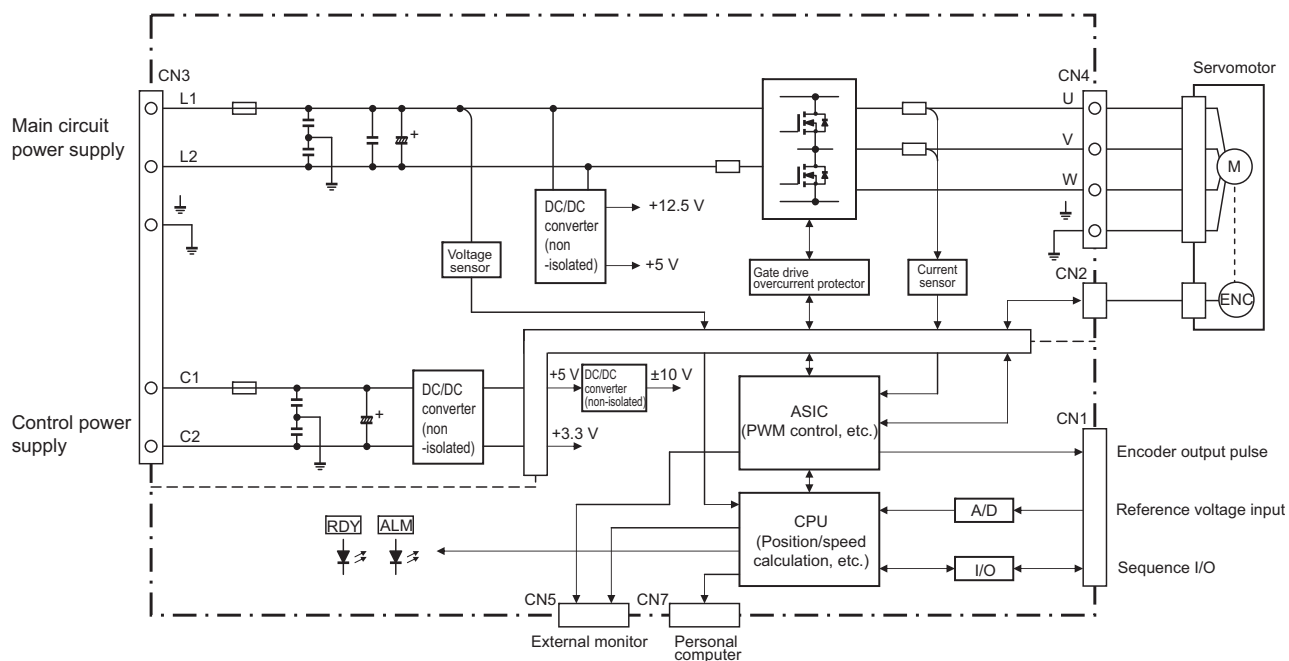 CN3
L1
Main circuit
power supply
L2
+
DC/DC
converter
(non
-isolated)
+12.5 V
+5 V
Voltage
sensor
Gate drive
overcurrent protector
Current
sensor
CN4
U
V
W
CN2
Servomotor
M
ENC
C1
Control power
supply
C2
+
DC/DC
converter
(non
-isolated)
+5 V
DC/DC
converter
(non-isolated)
±10 V
+3.3 V
ASIC
(PWM control, etc.)
CPU
(Position/speed
calculation, etc.)
CN1
Encoder output pulse
A/D
Reference voltage input
I/O
Sequence I/O
RDY
ALM
CN5
External monitor
CN7
Personal
computer